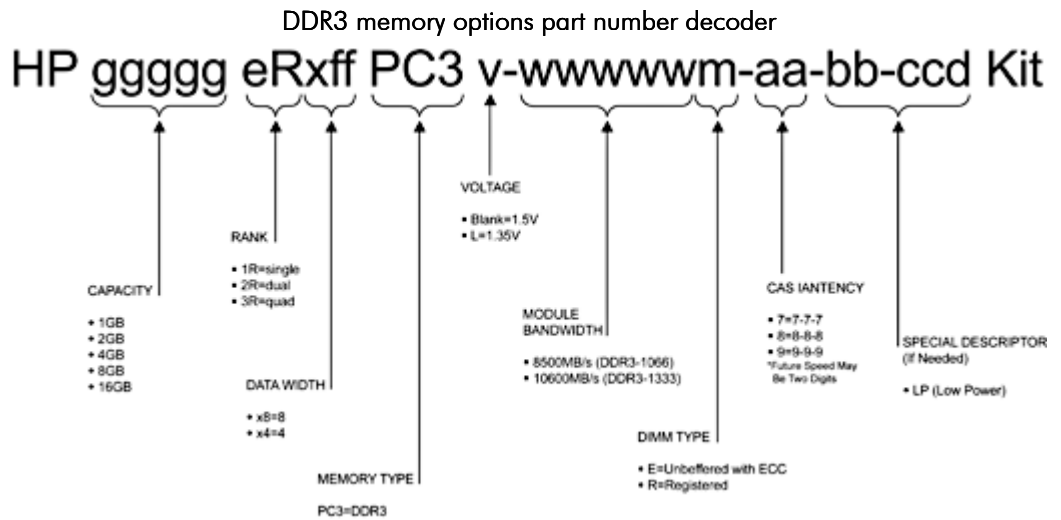 DDR3 memory options part number decoder
HP ggggg eRxff PC3 v-wwwwwm-aa-bb-ccd Kit
CAPACITY
• 1GB
• 2GB
• 4GB
• 8GB
• 16GB
RANK
• 1R=single
• 2R=dual
• 3R=quad
DATA WIDTH
• x8=8
• x4=4
MEMORY TYPE
PC3=DDR3
VOLTAGE
• Blank=1.5V
• L=1.35V
MODULE
BANDWIDTH
• 8500MB/s (DDR3-1066)
• 10600MB/s (DDR3-1333)
DIMM TYPE
• E=Unbeffered with ECC
• R=Registered
CAS IANTENCY
• 7=7-7-7
• 8=8-8-8
• 9=9-9-9
*Future Speed May
Be Two Digits
SPECIAL DESCRIPTOR
(If Needed)
• LP (Low Power)